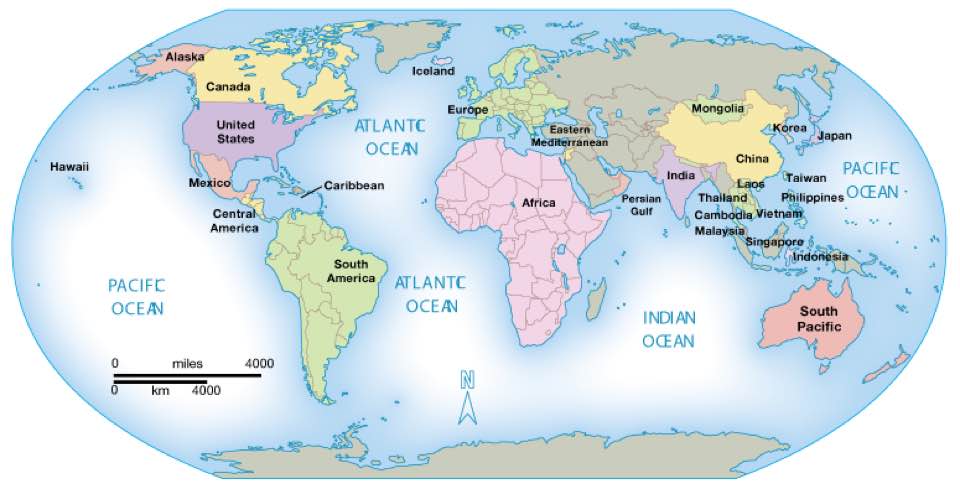 Alaska
Canada
United
States
Hawaii
Mexico
Caribbean
Central
America
South
America
ATLANTIC
OCEAN
ATLANTIC
OCEAN
PACIFIC
OCEAN
Iceland
Europe
Eastern
Mediterranean
Africa
Persian
Gulf
Mongolia
Korea
Japan
China
India
Taiwan
Laos
Thailand
Philippines
Cambodia
Vietnam
Malaysia
Singapore
Indonesia
PACIFIC
OCEAN
INDIAN
OCEAN
South
Pacific
0 miles 4000
0 km 4000
N